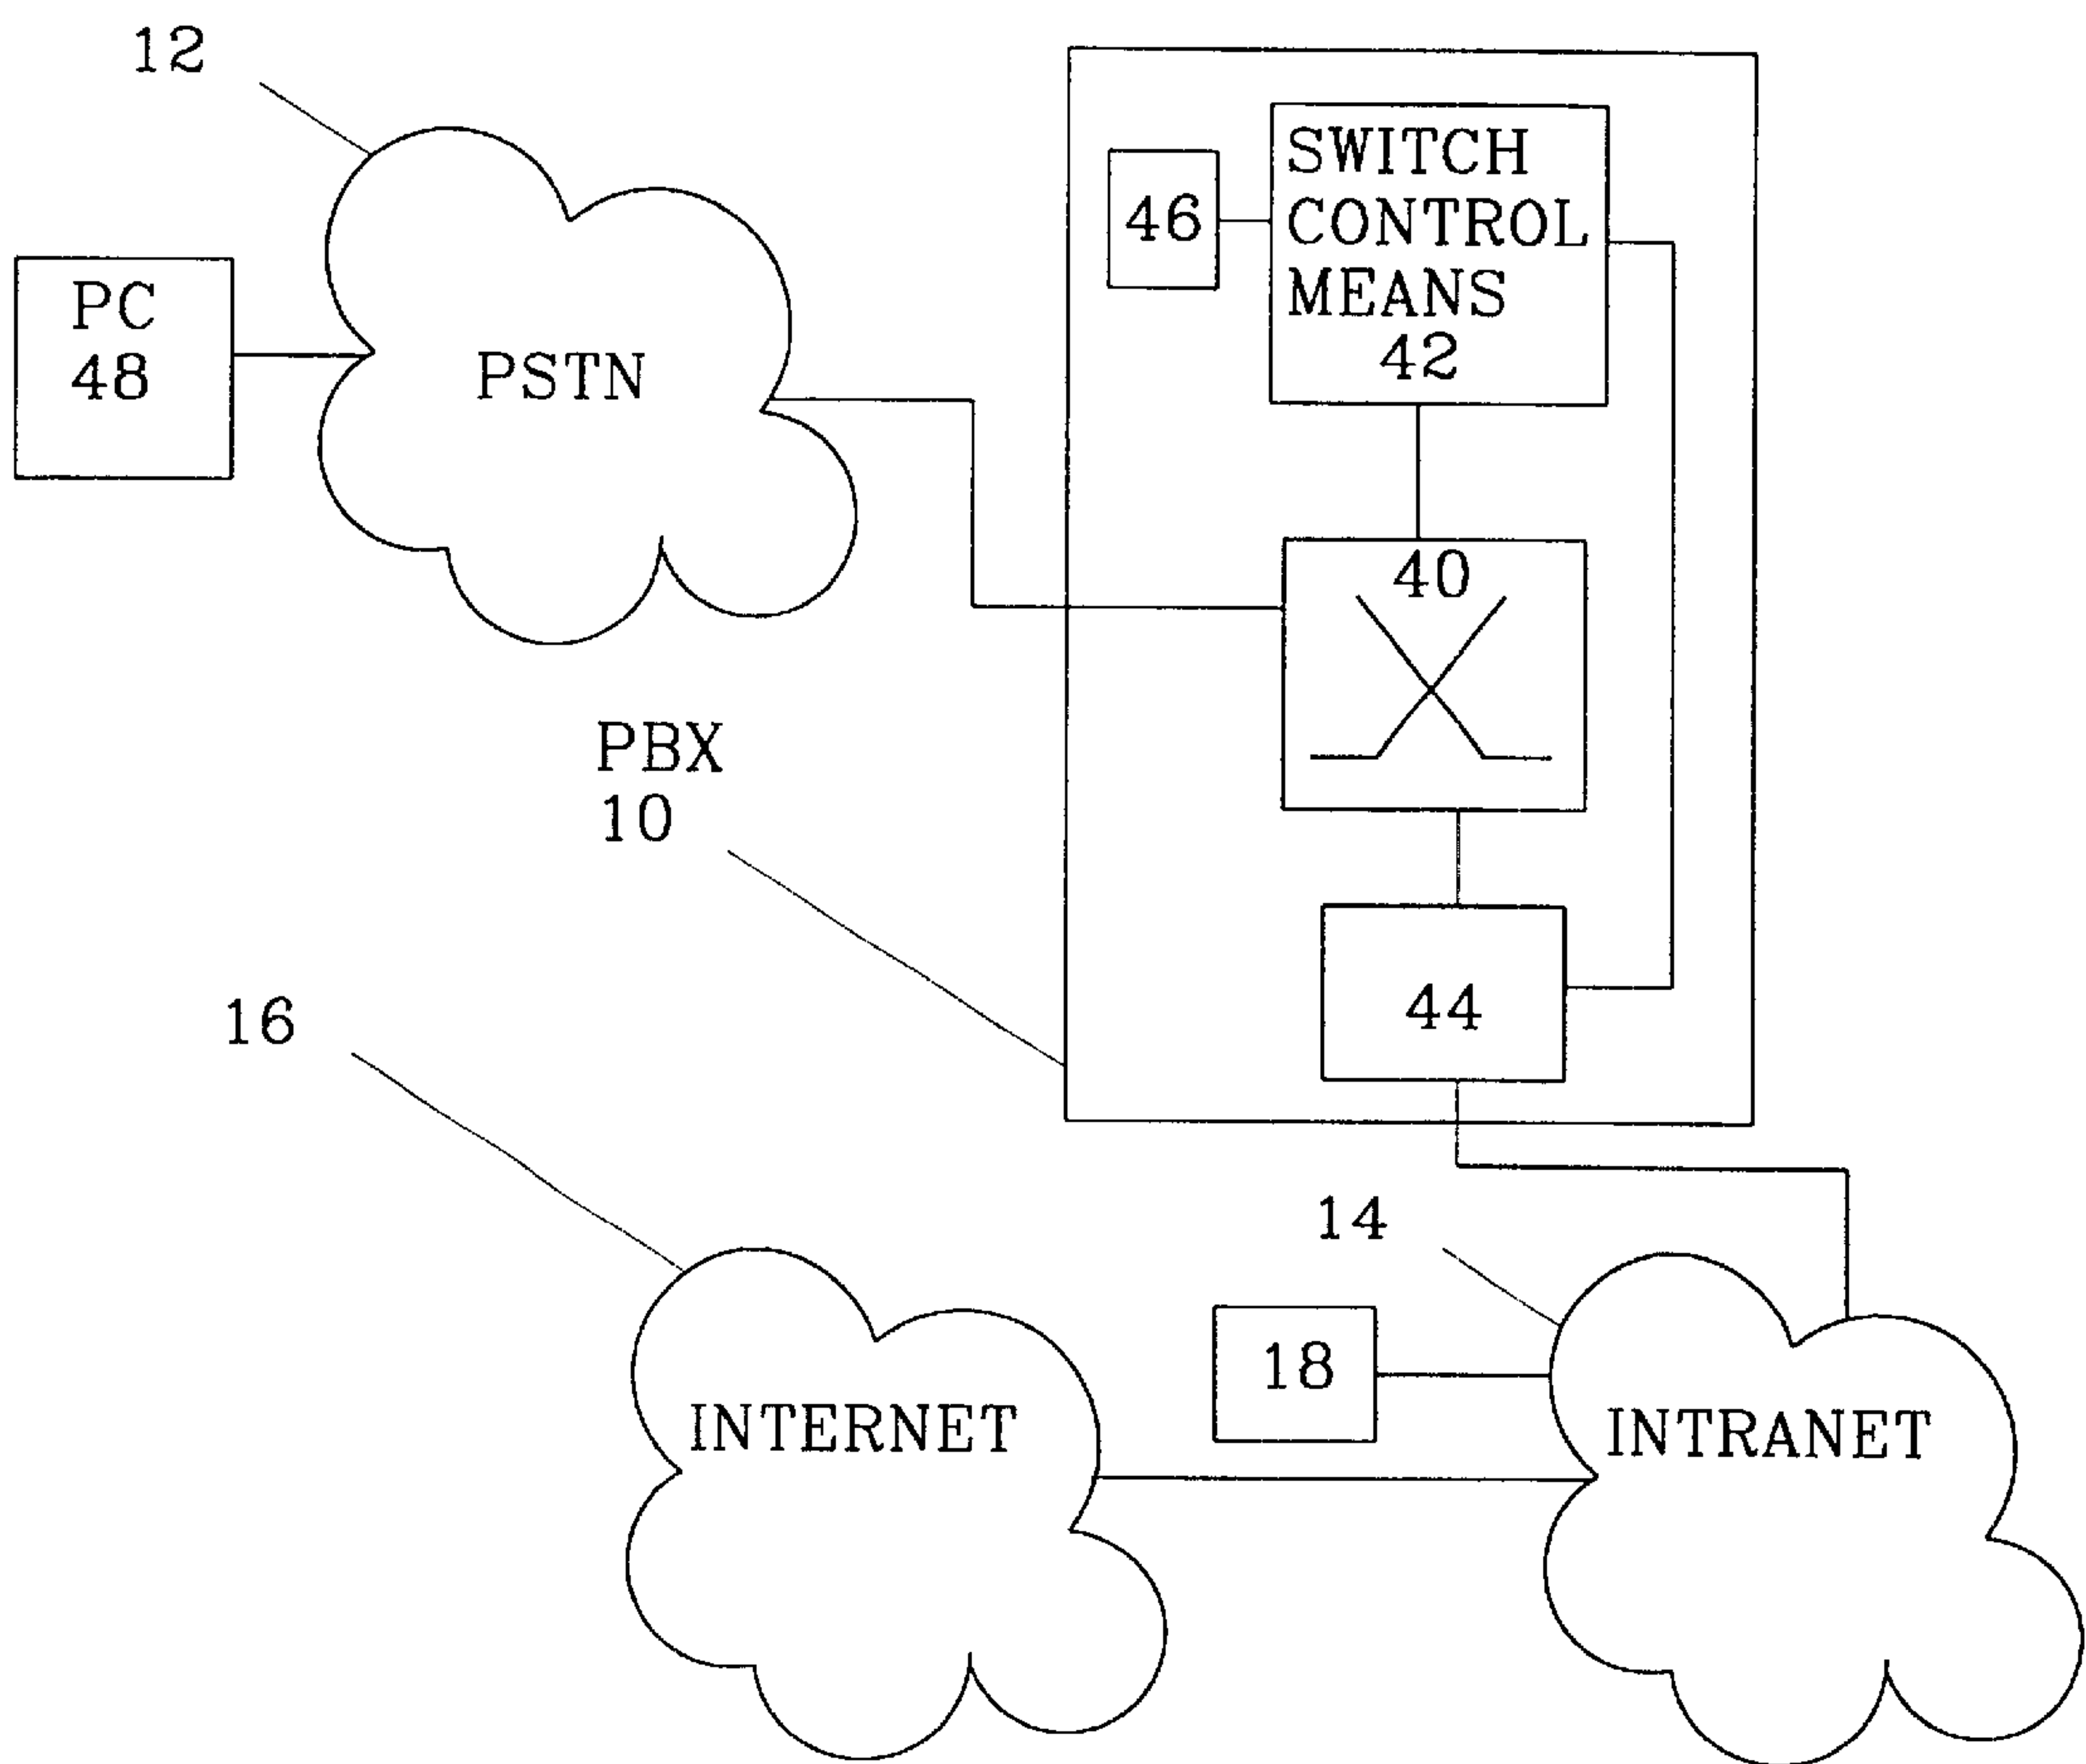 12
SWITCH
CONTROL
MEANS
42
46
PC
48
PSTN
40
PBX
10
44
16
14
18
INTERNET
INTRANET